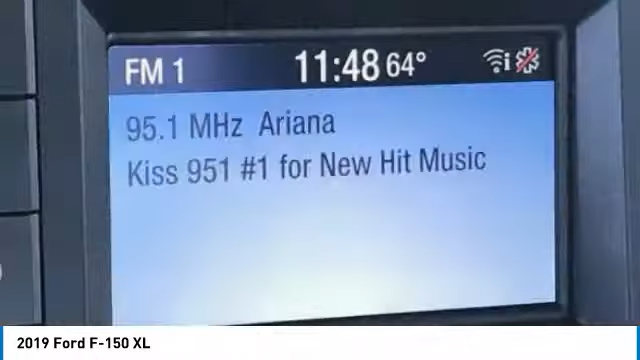 FM 1 11:48 64°
95.1 MHz Ariana
Kiss 951 #1 for New Hit Music
2019 Ford F-150 XL